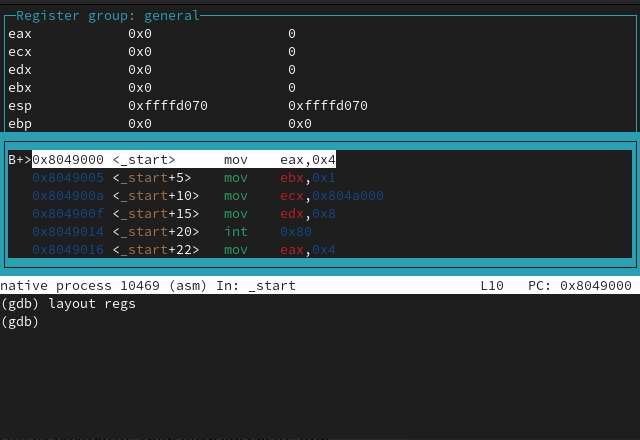 Register group: general
eax 0x0 0
ecx 0x0 0
edx 0x0 0
ebx 0x0 0
esp 0xffffd070 0xffffd070
ebp 0x0 0x0
B+>0x8049000 <_start> mov eax,0x4
0x8049005 <_start+5> mov ebx,0x1
0x804900a <_start+10> mov ecx,0x804a000
0x804900f <_start+15> mov edx,0x8
0x8049014 <_start+20> int 0x80
0x8049016 <_start+22> mov eax,0x4
native process 10469 (asm) In: _start L10 PC: 0x8049000
(gdb) layout regs
(gdb)